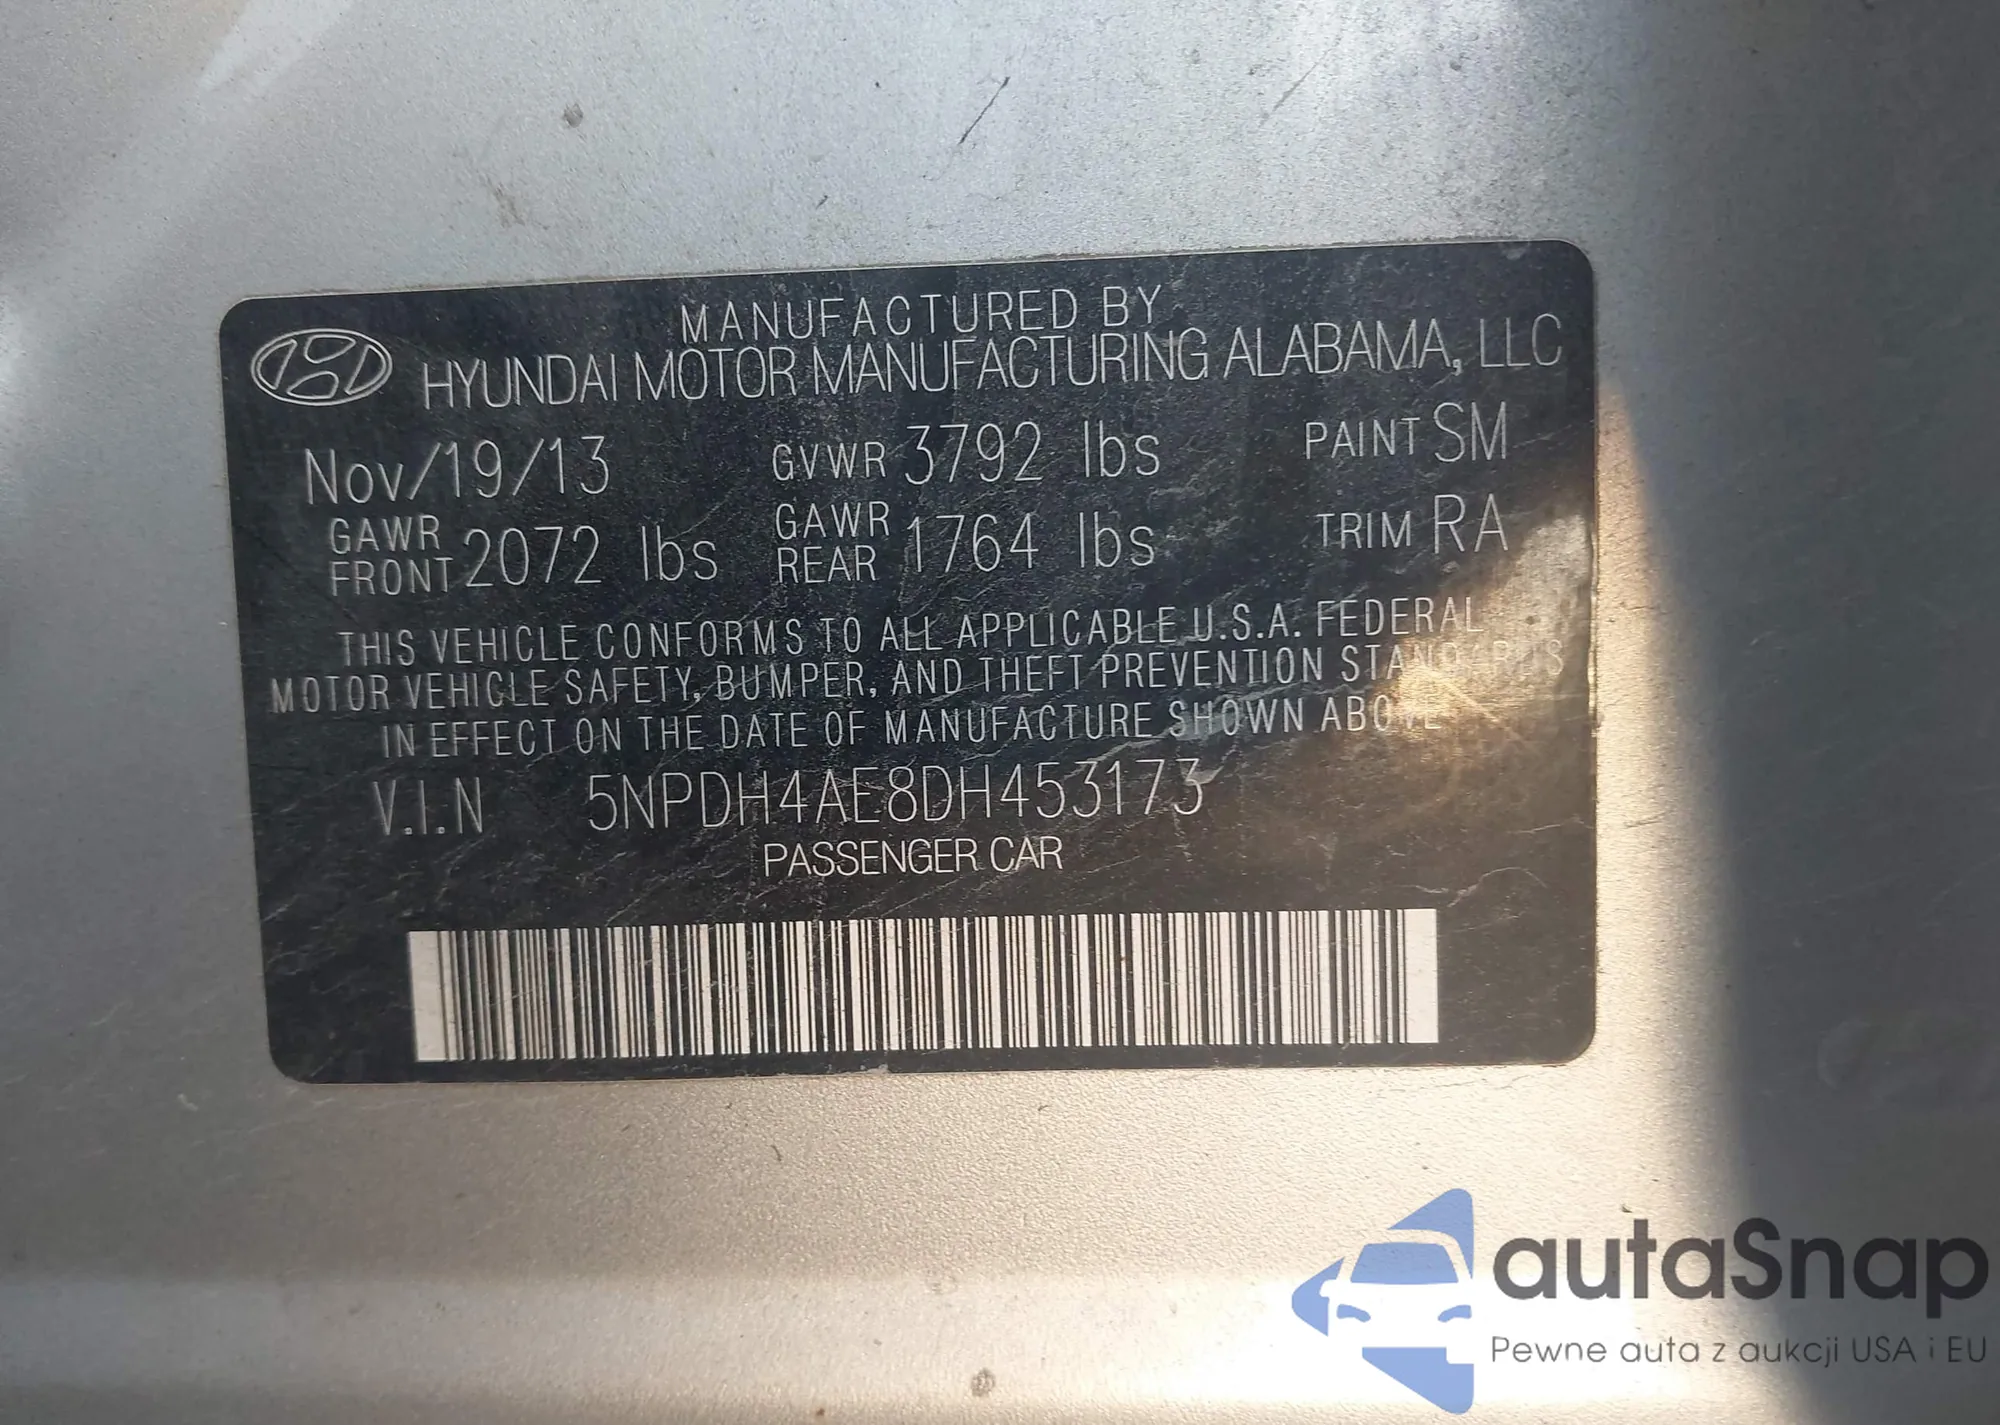 MANUFACTURED BY
HYUNDAI MOTOR MANUFACTURING ALABAMA, LLC
Nov/19/13 GVWR 3792 lbs PAINT SM
GAWR FRONT 2072 lbs GAWR REAR 1764 lbs TRIM RA
THIS VEHICLE CONFORMS TO ALL APPLICABLE U.S.A. FEDERAL
MOTOR VEHICLE SAFETY, BUMPER, AND THEFT PREVENTION STANDARDS
IN EFFECT ON THE DATE OF MANUFACTURE SHOWN ABOVE
V.I.N 5NPDH4AE8DH453173
PASSENGER CAR
autaSnap
Pewne auta z aukcji USA i EU